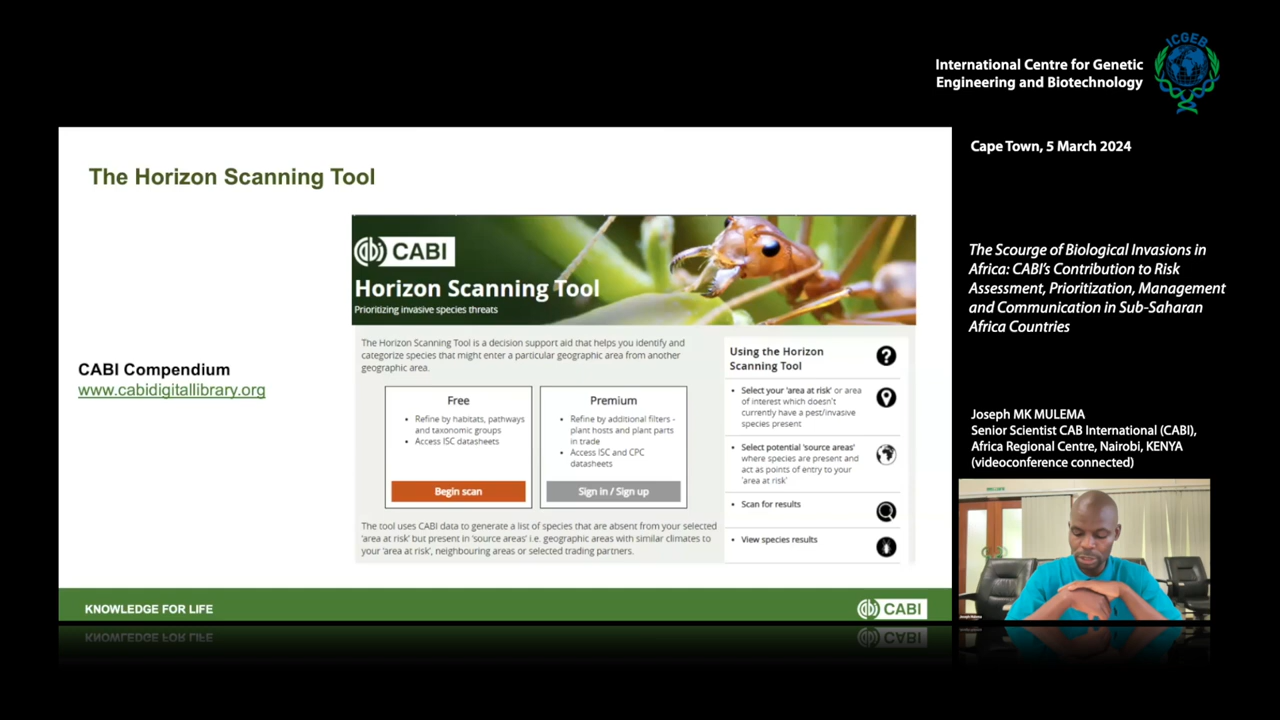 ICGEB
International Centre for Genetic
Engineering and Biotechnology
Cape Town, 5 March 2024
The Scourge of Biological Invasions in
Africa: CABI's Contribution to Risk
Assessment, Prioritization, Management
and Communication in Sub-Saharan
Africa Countries
Joseph MK MULEMA
Senior Scientist CAB International (CABI),
Africa Regional Centre, Nairobi, KENYA
(videoconference connected)
Joseph Mulema
The Horizon Scanning Tool
CABI Compendium
www.cabidigitallibrary.org
CABI
Horizon Scanning Tool
Prioritizing invasive species threats
The Horizon Scanning Tool is a decision support aid that helps you identify and
categorize species that might enter a particular geographic area from another
geographic area.
Free
• Refine by habitats, pathways
and taxonomic groups
• Access ISC datasheets
Begin scan
Premium
• Refine by additional filters -
plant hosts and plant parts
in trade
• Access ISC and CPC
datasheets
Sign in / Sign up
The tool uses CABI data to generate a list of species that are absent from your selected
'area at risk' but present in 'source areas' i.e. geographic areas with similar climates to
your 'area at risk', neighbouring areas or selected trading partners.
Using the Horizon
Scanning Tool
?
• Select your 'area at risk' or area
of interest which doesn't
currently have a pest/invasive
species present
• Select potential 'source areas'
where species are present and
act as points of entry to your
'area at risk'
• Scan for results
• View species results
KNOWLEDGE FOR LIFE
CABI